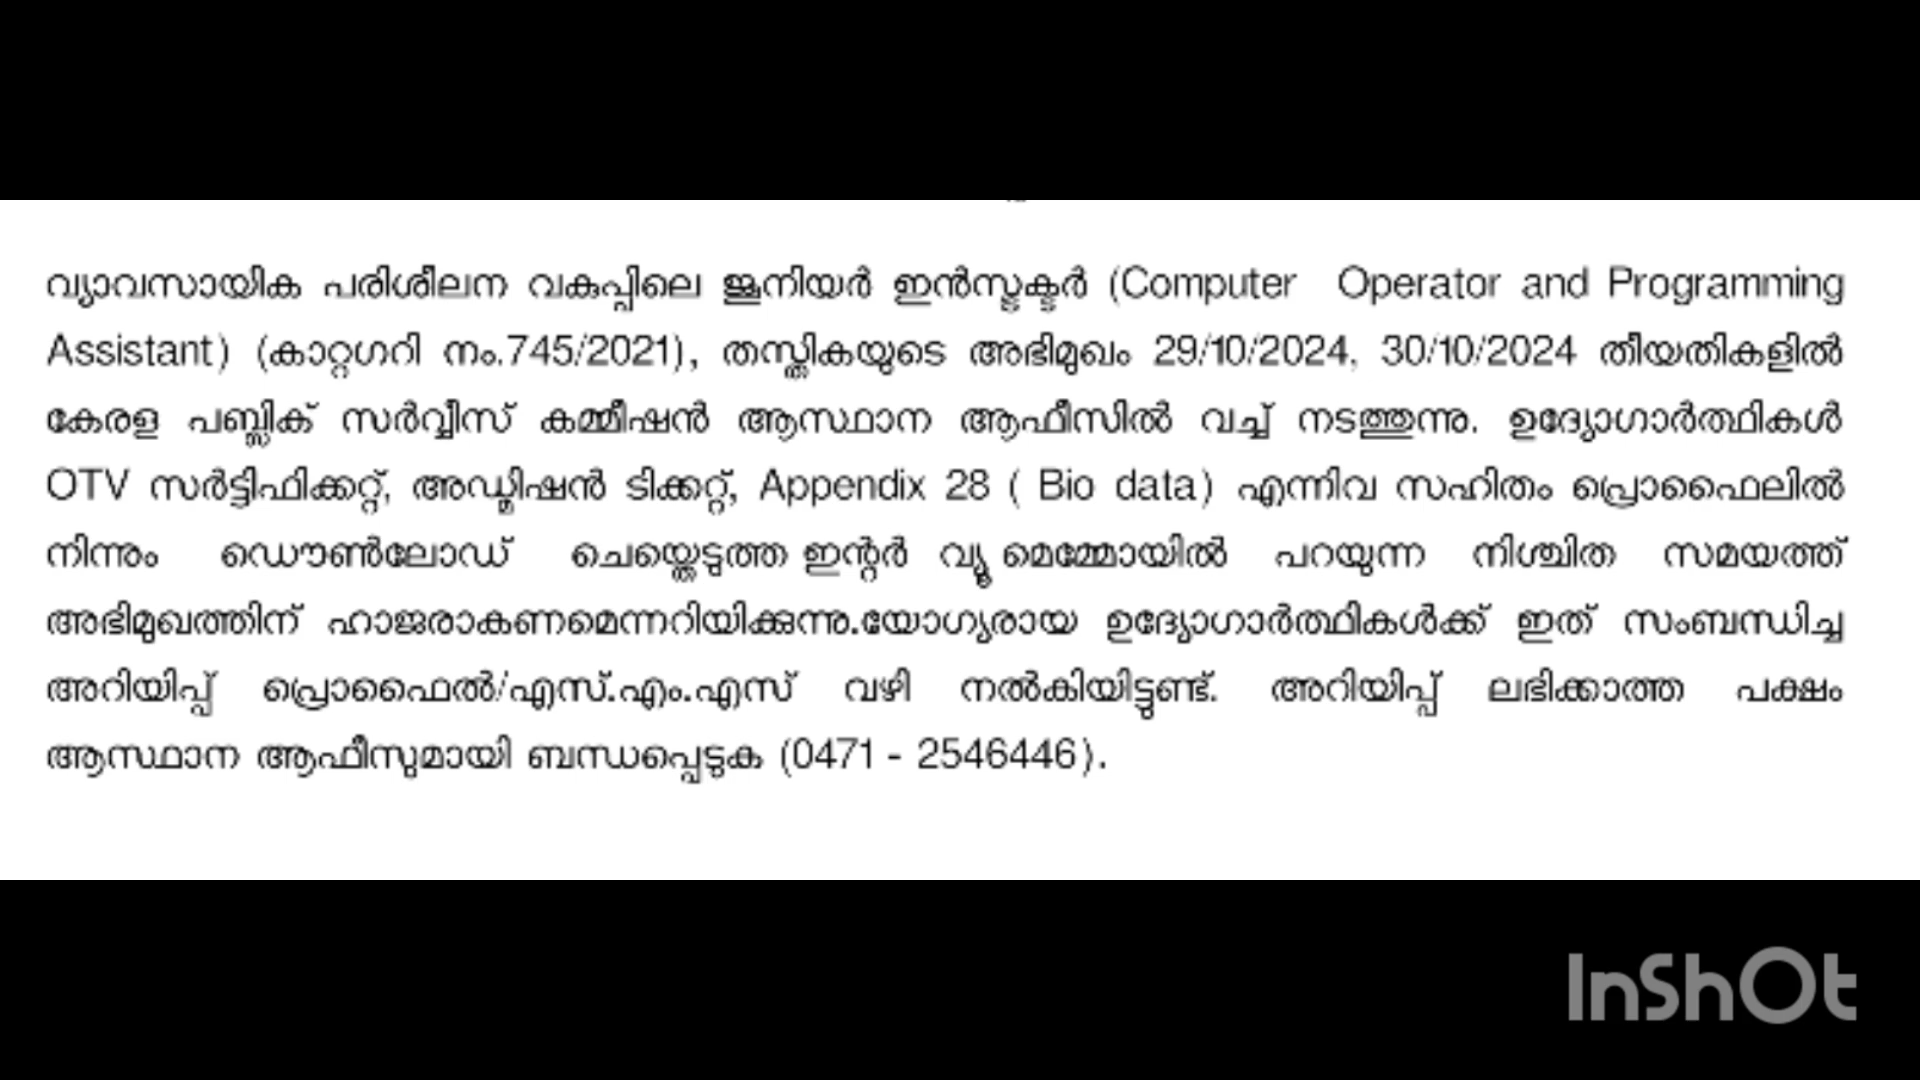 വ്യാവസായിക പരിശീലന വകുപ്പിലെ ജൂനിയർ ഇൻസ്ട്രക്ടർ (Computer Operator and Programming
Assistant) (കാറ്റഗറി നം.745/2021), തസ്തികയുടെ അഭിമുഖം 29/10/2024, 30/10/2024 തീയതികളിൽ
കേരള പബ്ലിക് സർവ്വീസ് കമ്മീഷൻ ആസ്ഥാന ആഫീസിൽ വച്ച് നടത്തുന്നു. ഉദ്യോഗാർത്ഥികൾ
OTV സർട്ടിഫിക്കറ്റ്, അഡ്മിഷൻ ടിക്കറ്റ്, Appendix 28 ( Bio data) എന്നിവ സഹിതം പ്രൊഫൈലിൽ
നിന്നും ഡൌൺലോഡ് ചെയ്തെടുത്ത ഇന്റർ വ്യൂ മെമ്മോയിൽ പറയുന്ന നിശ്ചിത സമയത്ത്
അഭിമുഖത്തിന് ഹാജരാകണമെന്നറിയിക്കുന്നു.യോഗ്യരായ ഉദ്യോഗാർത്ഥികൾക്ക് ഇത് സംബന്ധിച്ച
അറിയിപ്പ് പ്രൊഫൈൽ/എസ്.എം.എസ് വഴി നൽകിയിട്ടുണ്ട്. അറിയിപ്പ് ലഭിക്കാത്ത പക്ഷം
ആസ്ഥാന ആഫീസുമായി ബന്ധപ്പെടുക (0471 - 2546446).
InShOt